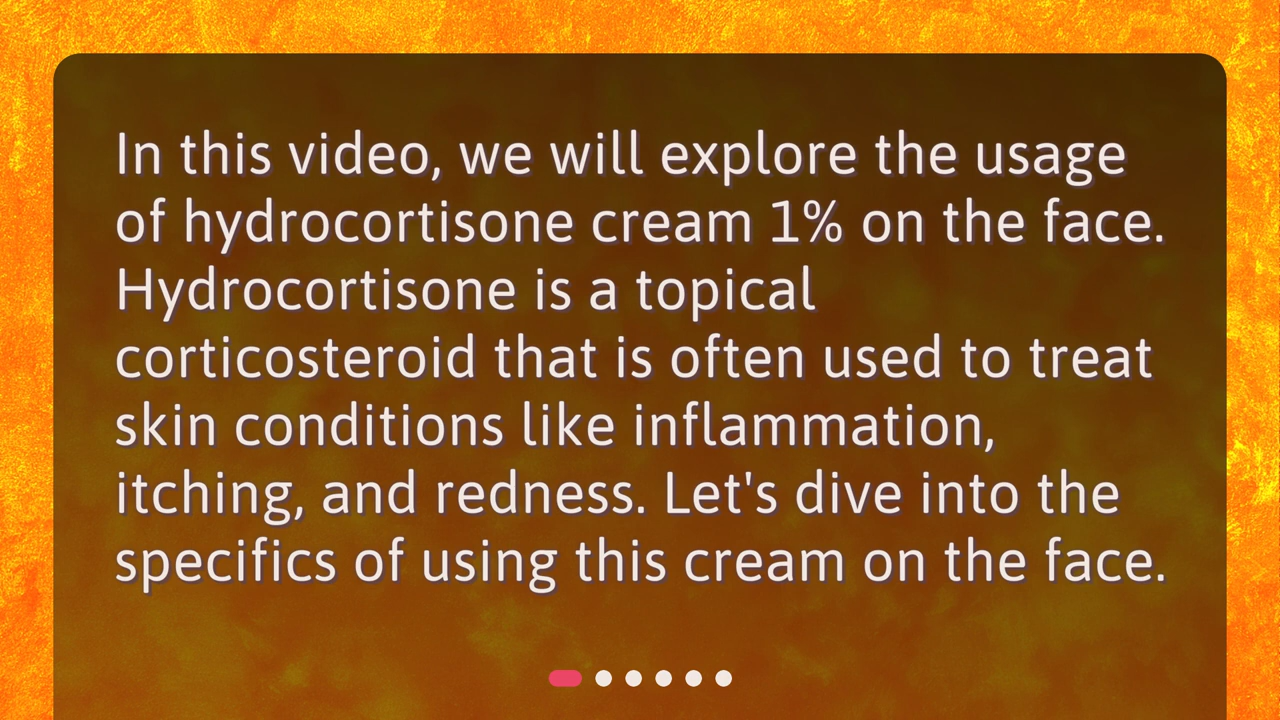 In this video, we will explore the usage
of hydrocortisone cream 1% on the face.
Hydrocortisone is a topical
corticosteroid that is often used to treat
skin conditions like inflammation,
itching, and redness. Let's dive into the
specifics of using this cream on the face.